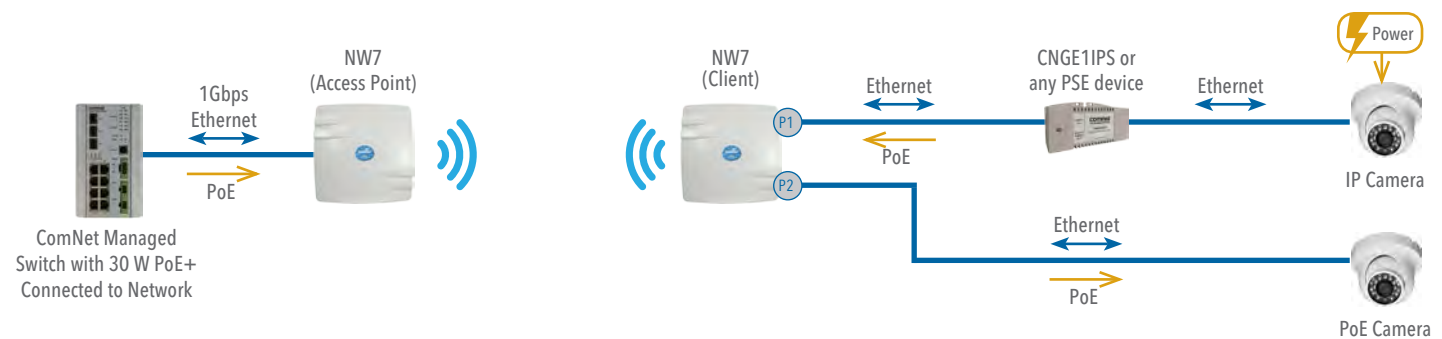 NW7
(Access Point)
1Gbps
Ethernet
PoE
ComNet Managed
Switch with 30 W PoE+
Connected to Network
NW7
(Client)
P1
P2
Ethernet
PoE
CNGE1IPS or
any PSE device
Ethernet
Power
IP Camera
Ethernet
PoE
PoE Camera